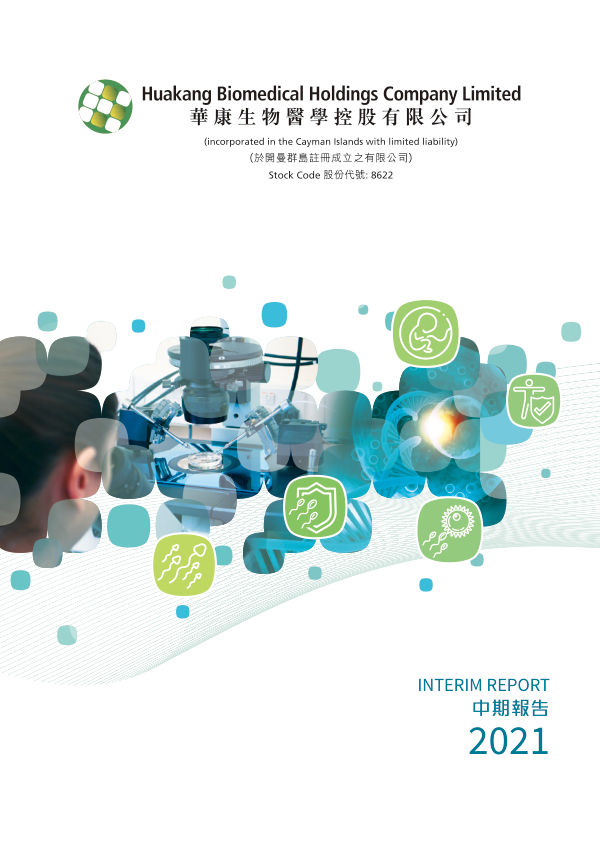 Huakang Biomedical Holdings Company Limited
華康生物醫學控股有限公司
(incorporated in the Cayman Islands with limited liability)
(於開曼群島註冊成立之有限公司)
Stock Code 股份代號: 8622
INTERIM REPORT
中期報告
2021